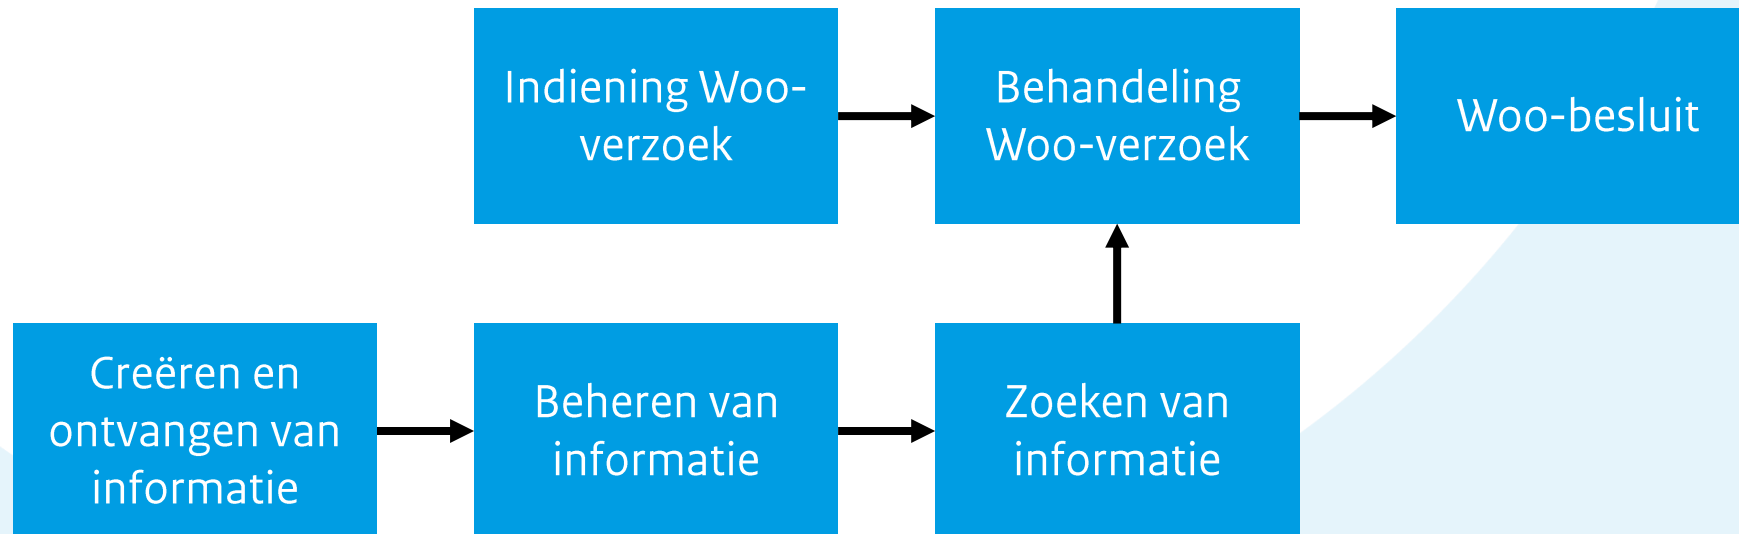 Indiening Woo-
verzoek
Behandeling
Woo-verzoek
Woo-besluit
Creëren en
ontvangen van
informatie
Beheren van
informatie
Zoeken van
informatie